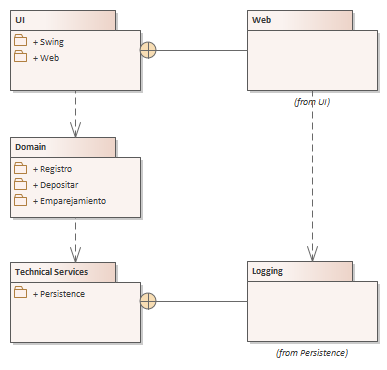 UI
+ Swing
+ Web
Web
(from UI)
Domain
+ Registro
+ Depositar
+ Emparejamiento
Technical Services
+ Persistence
Logging
(from Persistence)